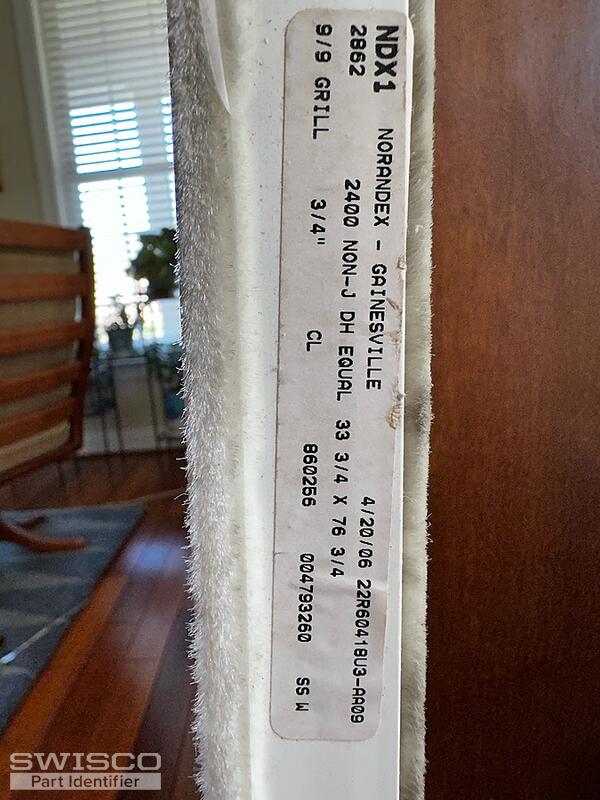 NDX1 NORANDEX - GAINESVILLE 4/20/06 22R60418U3-AA09
2862 2400 NON-J DH EQUAL 33 3/4 X 76 3/4
9/9 GRILL 3/4" CL 860256 004793260 SS W
SWISCO
Part Identifier